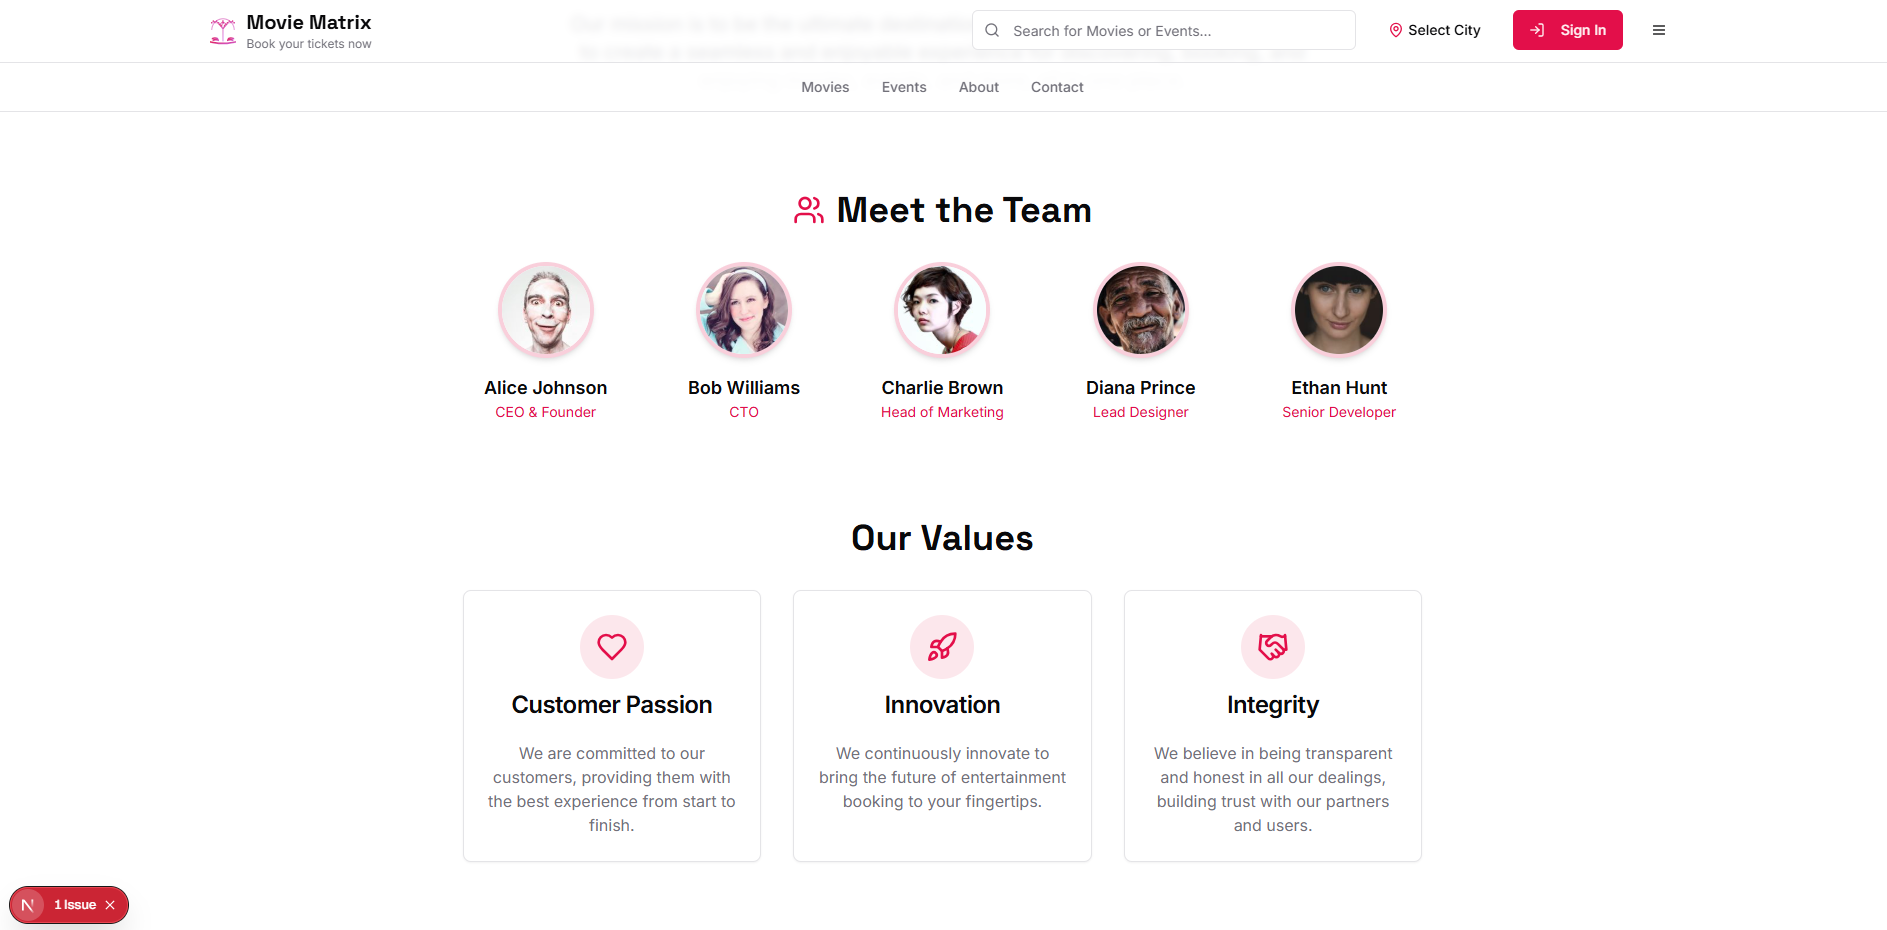 Movie Matrix
Book your tickets now
Search for Movies or Events...
Select City
Sign In
Movies
Events
About
Contact
Meet the Team
Alice Johnson
CEO & Founder
Bob Williams
CTO
Charlie Brown
Head of Marketing
Diana Prince
Lead Designer
Ethan Hunt
Senior Developer
Our Values
Customer Passion
We are committed to our
customers, providing them with
the best experience from start to
finish.
Innovation
We continuously innovate to
bring the future of entertainment
booking to your fingertips.
Integrity
We believe in being transparent
and honest in all our dealings,
building trust with our partners
and users.
N
1 Issue